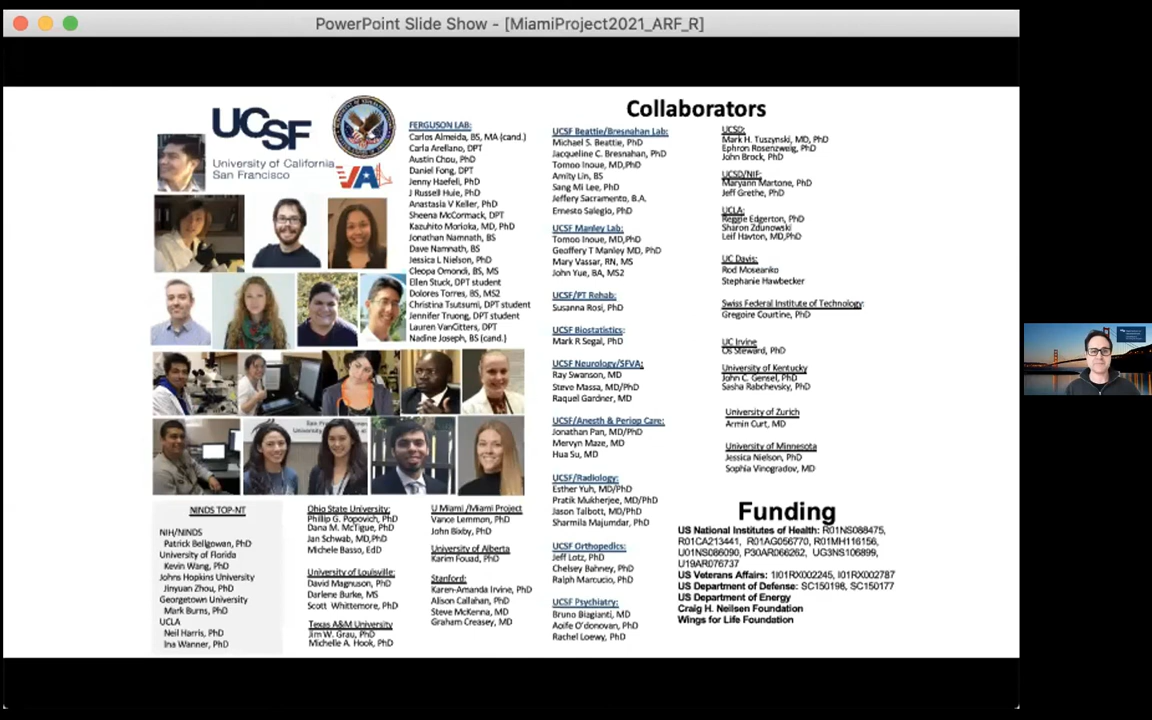 PowerPoint Slide Show - [MiamiProject2021_ARF_R]
UCSF
University of California
San Francisco
VA
FERGUSON LAB:
Carlos Almeida, BS, MA (cand.)
Carla Arellano, DPT
Austin Chou, PhD
Daniel Fong, DPT
Jenny Haefeli, PhD
J Russell Huie, PhD
Anastasia V Keller, PhD
Sheena McCormack, DPT
Kazuhito Morioka, MD, PhD
Jonathan Namnath, BS
Dave Namnath, BS
Jessica L Nielson, PhD
Cleopa Omondi, BS, MS
Ellen Stuck, DPT student
Dolores Torres, BS, MS2
Christina Tsutsumi, DPT student
Jennifer Truong, DPT student
Lauren VanCitters, DPT
Nadine Joseph, BS (cand.)
NINDS TOP-NT
NIH/NINDS
Patrick Bellgowan, PhD
University of Florida
Kevin Wang, PhD
Johns Hopkins University
Jinyuan Zhou, PhD
Georgetown University
Mark Burns, PhD
UCLA
Neil Harris, PhD
Ina Wanner, PhD
Ohio State University:
Phillip G. Popovich, PhD
Dana M. McTigue, PhD
Jan Schwab, MD,PhD
Michele Basso, EdD
University of Louisville:
David Magnuson, PhD
Darlene Burke, MS
Scott Whittemore, PhD
Texas A&M University
Jim W. Grau, PhD
Michelle A. Hook, PhD
U Miami /Miami Project
Vance Lemmon, PhD
John Bixby, PhD
University of Alberta
Karim Fouad, PhD
Stanford:
Karen-Amanda Irvine, PhD
Alison Callahan, PhD
Steve McKenna, MD
Graham Creasey, MD
Collaborators
UCSF Beattie/Bresnahan Lab:
Michael S. Beattie, PhD
Jacqueline C. Bresnahan, PhD
Tomoo Inoue, MD,PhD
Amity Lin, BS
Sang Mi Lee, PhD
Jeffery Sacramento, B.A.
Ernesto Salegio, PhD
UCSF Manley Lab:
Tomoo Inoue, MD,PhD
Geoffery T Manley MD, PhD
Mary Vassar, RN, MS
John Yue, BA, MS2
UCSF/PT Rehab:
Susanna Rosi, PhD
UCSF Biostatistics:
Mark R Segal, PhD
UCSF Neurology/SFVA:
Ray Swanson, MD
Steve Massa, MD/PhD
Raquel Gardner, MD
UCSF/Anesth & Periop Care:
Jonathan Pan, MD/PhD
Mervyn Maze, MD
Hua Su, MD
UCSF/Radiology:
Esther Yuh, MD/PhD
Pratik Mukherjee, MD/PhD
Jason Talbott, MD/PhD
Sharmila Majumdar, PhD
UCSF Orthopedics:
Jeff Lotz, PhD
Chelsey Bahney, PhD
Ralph Marcucio, PhD
UCSF Psychiatry:
Bruno Biagianti, MD
Aoife O'donovan, PhD
Rachel Loewy, PhD
UCSD:
Mark H. Tuszynski, MD, PhD
Ephron Rosenzweig, PhD
John Brock, PhD
UCSD/NIF:
Maryann Martone, PhD
Jeff Grethe, PhD
UCLA:
Reggie Edgerton, PhD
Sharon Zdunowski
Leif Havton, MD,PhD
UC Davis:
Rod Moseanko
Stephanie Hawbecker
Swiss Federal Institute of Technology:
Gregoire Courtine, PhD
UC Irvine
Os Steward, PhD
University of Kentucky
John C. Gensel, PhD
Sasha Rabchevsky, PhD
University of Zurich
Armin Curt, MD
University of Minnesota
Jessica Nielson, PhD
Sophia Vinogradov, MD
Funding
US National Institutes of Health: R01NS088475,
R01CA213441, R01AG056770, R01MH116156,
U01NS086090, P30AR066262, UG3NS106899,
U19AR076737
US Veterans Affairs: 1I01RX002245, I01RX002787
US Department of Defense: SC150198, SC150177
US Department of Energy
Craig H. Neilsen Foundation
Wings for Life Foundation